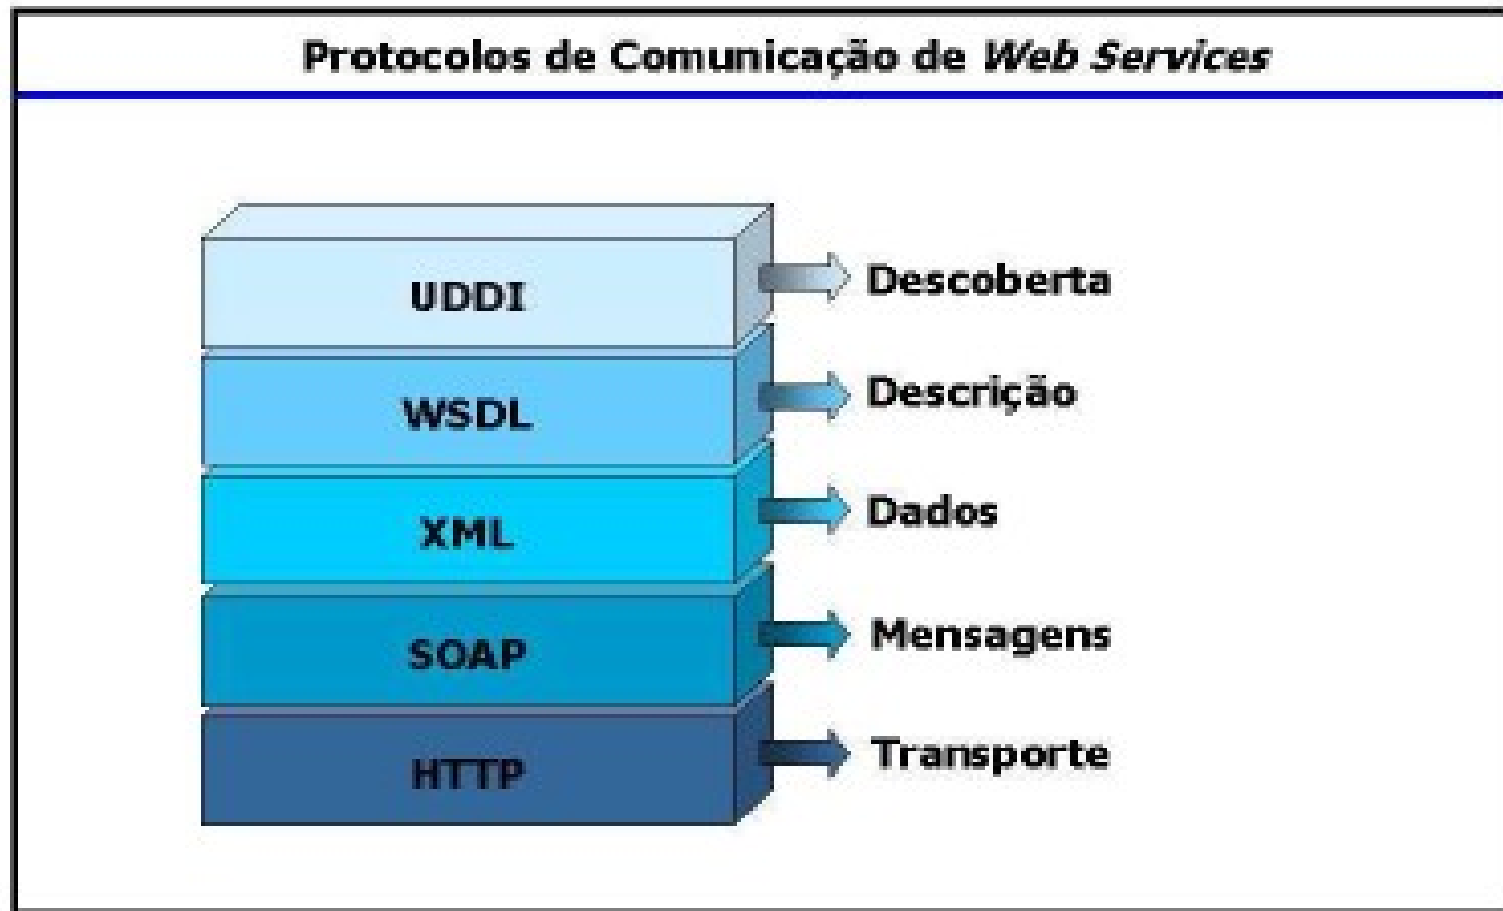 Protocolos de Comunicação de Web Services
UDDI
Descoberta
WSDL
Descrição
XML
Dados
SOAP
Mensagens
HTTP
Transporte